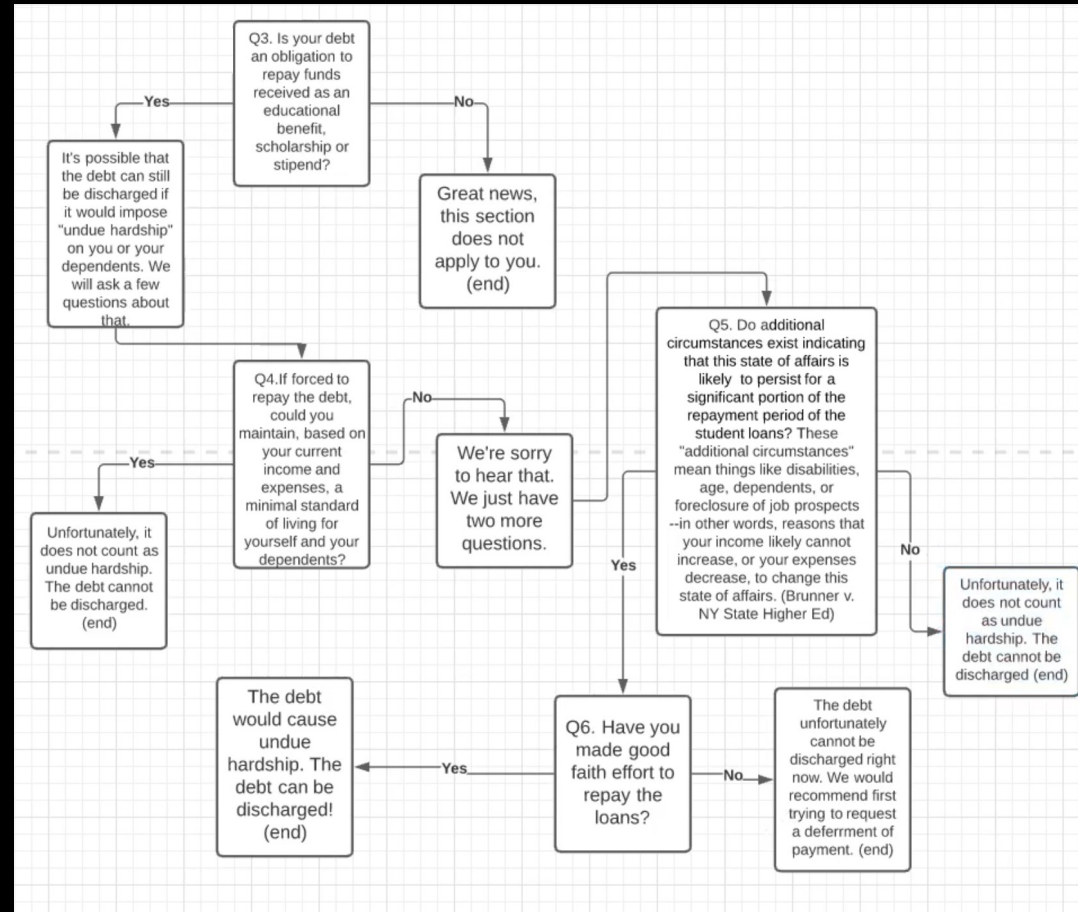 Q3. Is your debt
an obligation to
repay funds
received as an
educational
benefit,
scholarship or
stipend?
Yes
No
It's possible that
the debt can still
be discharged if
it would impose
"undue hardship"
on you or your
dependents. We
will ask a few
questions about
that.
Great news,
this section
does not
apply to you.
(end)
Q4.If forced to
repay the debt,
could you
maintain, based on
your current
income and
expenses, a
minimal standard
of living for
yourself and your
dependents?
No
Yes
We're sorry
to hear that.
We just have
two more
questions.
Unfortunately, it
does not count as
undue hardship.
The debt cannot
be discharged.
(end)
Q5. Do additional
circumstances exist indicating
that this state of affairs is
likely to persist for a
significant portion of the
repayment period of the
student loans? These
"additional circumstances"
mean things like disabilities,
age, dependents, or
foreclosure of job prospects
--in other words, reasons that
your income likely cannot
increase, or your expenses
decrease, to change this
state of affairs. (Brunner v.
NY State Higher Ed)
Yes
No
Unfortunately, it
does not count
as undue
hardship. The
debt cannot be
discharged (end)
Q6. Have you
made good
faith effort to
repay the
loans?
Yes
No
The debt
would cause
undue
hardship. The
debt can be
discharged!
(end)
The debt
unfortunately
cannot be
discharged right
now. We would
recommend first
trying to request
a deferrment of
payment. (end)